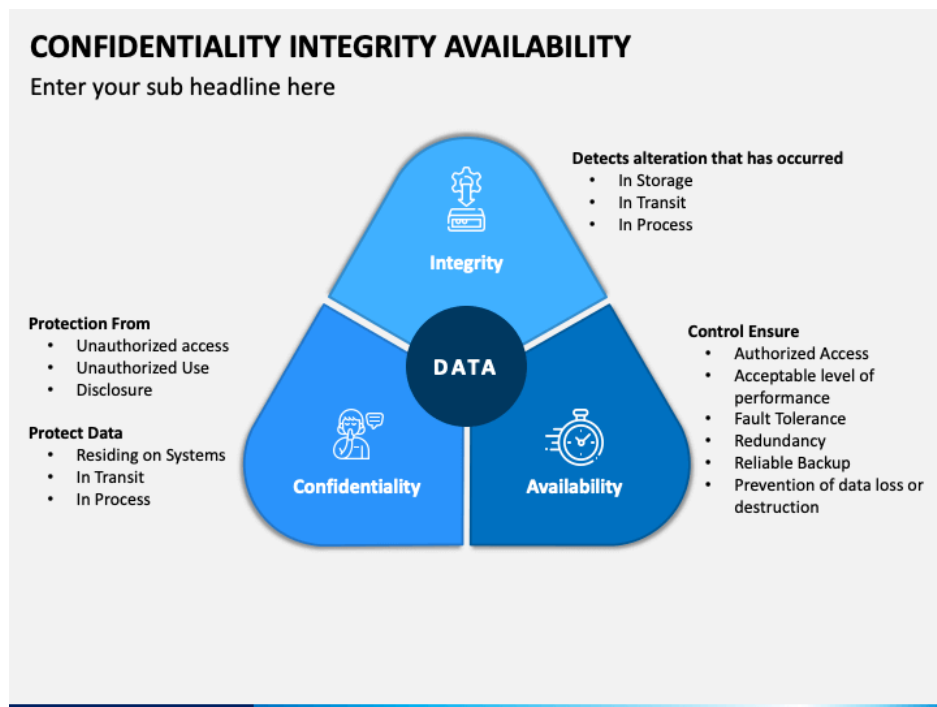 CONFIDENTIALITY INTEGRITY AVAILABILITY
Enter your sub headline here
Detects alteration that has occurred
• In Storage
• In Transit
• In Process
Integrity
Protection From
• Unauthorized access
• Unauthorized Use
• Disclosure
Protect Data
• Residing on Systems
• In Transit
• In Process
DATA
Confidentiality
Availability
Control Ensure
• Authorized Access
• Acceptable level of
performance
• Fault Tolerance
• Redundancy
• Reliable Backup
• Prevention of data loss or
destruction